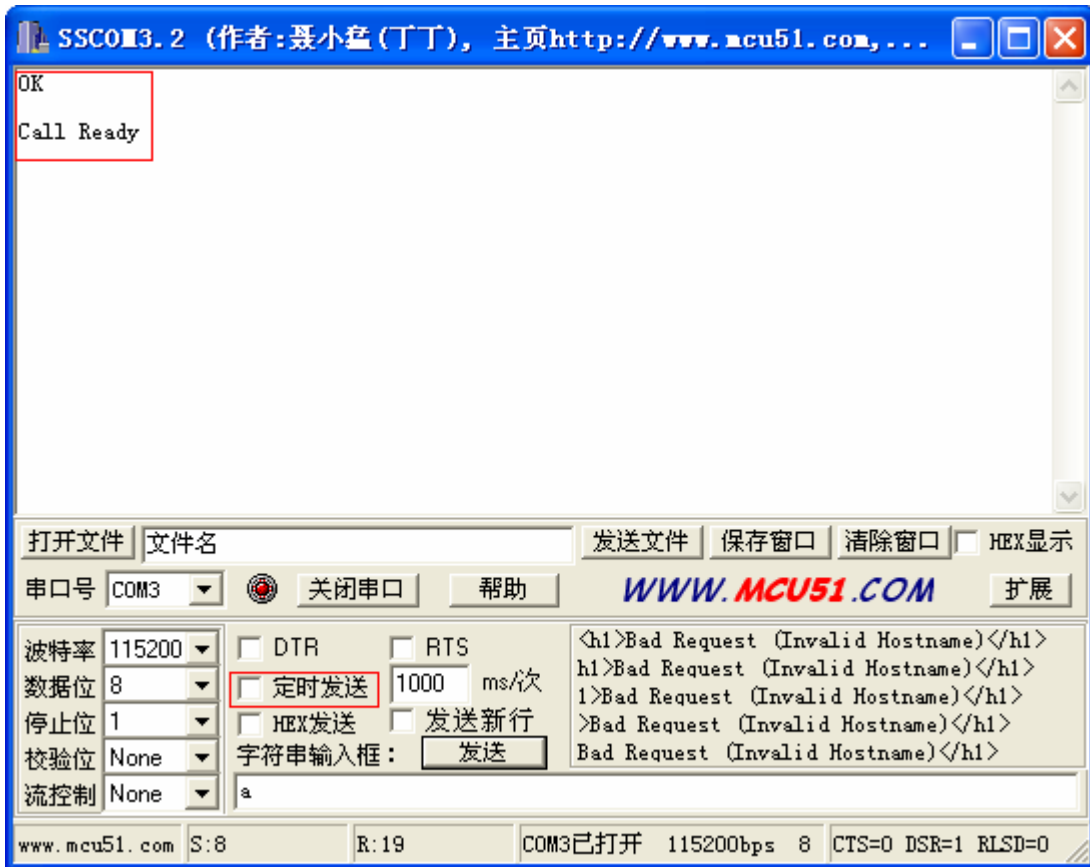 SSCOM3.2 (作者:聂小猛(丁丁), 主页http://www.mcu51.com,...
OK
Call Ready
打开文件 文件名 发送文件 保存窗口 清除窗口 HEX显示
串口号 COM3 关闭串口 帮助 WWW.MCU51.COM 扩展
波特率 115200 DTR RTS
数据位 8 定时发送 1000 ms/次
停止位 1 HEX发送 发送新行
校验位 None 字符串输入框: 发送
流控制 None a
<h1>Bad Request (Invalid Hostname)</h1>
h1>Bad Request (Invalid Hostname)</h1>
1>Bad Request (Invalid Hostname)</h1>
>Bad Request (Invalid Hostname)</h1>
Bad Request (Invalid Hostname)</h1>
www.mcu51.com S:8 R:19 COM3已打开 115200bps 8 CTS=0 DSR=1 RLSD=0